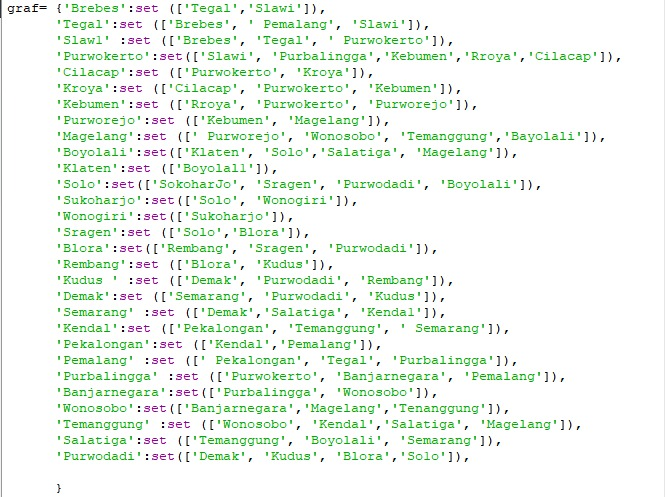 graf= {'Brebes':set (['Tegal','Slawi']),
'Tegal':set (['Brebes', ' Pemalang', 'Slawi']),
'Slaw1' :set (['Brebes', 'Tegal', ' Purwokerto']),
'Purwokerto':set(['Slawi', 'Purbalingga','Kebumen','Rroya','Cilacap']),
'Cilacap':set (['Purwokerto', 'Kroya']),
'Kroya':set (['Cilacap', 'Purwokerto', 'Kebumen']),
'Kebumen':set (['Rroya', 'Purwokerto', 'Purworejo']),
'Purworejo':set (['Kebumen', 'Magelang']),
'Magelang':set ([' Purworejo', 'Wonosobo', 'Temanggung','Bayolali']),
'Boyolali':set(['Klaten', 'Solo','Salatiga', 'Magelang']),
'Klaten':set (['Boyolal1']),
'Solo':set(['SokoharJo', 'Sragen', 'Purwodadi', 'Boyolali']),
'Sukoharjo':set(['Solo', 'Wonogiri']),
'Wonogiri':set(['Sukoharjo']),
'Sragen':set (['Solo','Blora']),
'Blora':set(['Rembang', 'Sragen', 'Purwodadi']),
'Rembang':set (['Blora', 'Kudus']),
'Kudus ' :set (['Demak', 'Purwodadi', 'Rembang']),
'Demak':set (['Semarang', 'Purwodadi', 'Kudus']),
'Semarang' :set (['Demak','Salatiga', 'Kendal']),
'Kendal':set (['Pekalongan', 'Temanggung', ' Semarang']),
'Pekalongan':set (['Kendal','Pemalang']),
'Pemalang' :set ([' Pekalongan', 'Tegal', 'Purbalingga']),
'Purbalingga' :set (['Purwokerto', 'Banjarnegara', 'Pemalang']),
'Banjarnegara':set(['Purbalingga', 'Wonosobo']),
'Wonosobo':set(['Banjarnegara','Magelang','Tenanggung']),
'Temanggung' :set (['Wonosobo', 'Kendal','Salatiga', 'Magelang']),
'Salatiga':set (['Temanggung', 'Boyolali', 'Semarang']),
'Purwodadi':set(['Demak', 'Kudus', 'Blora','Solo']),
}